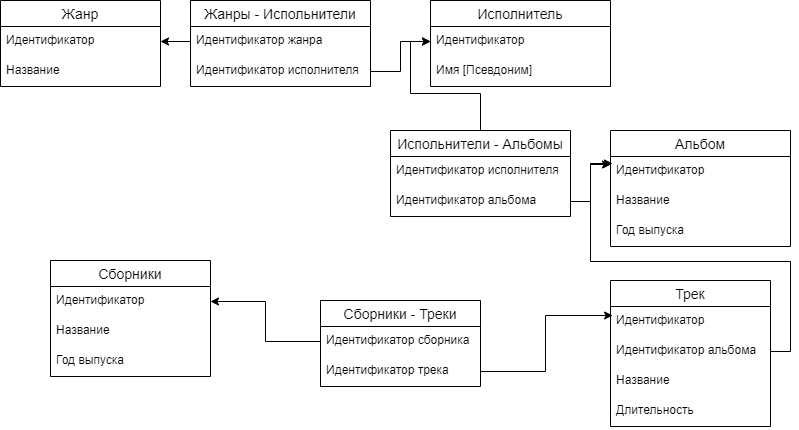 Жанр
Идентификатор
Название
Жанры - Испольнители
Идентификатор жанра
Идентификатор исполнителя
Исполнитель
Идентификатор
Имя [Псевдоним]
Испольнители - Альбомы
Идентификатор исполнителя
Идентификатор альбома
Альбом
Идентификатор
Название
Год выпуска
Сборники
Идентификатор
Название
Год выпуска
Сборники - Треки
Идентификатор сборника
Идентификатор трека
Трек
Идентификатор
Идентификатор альбома
Название
Длительность